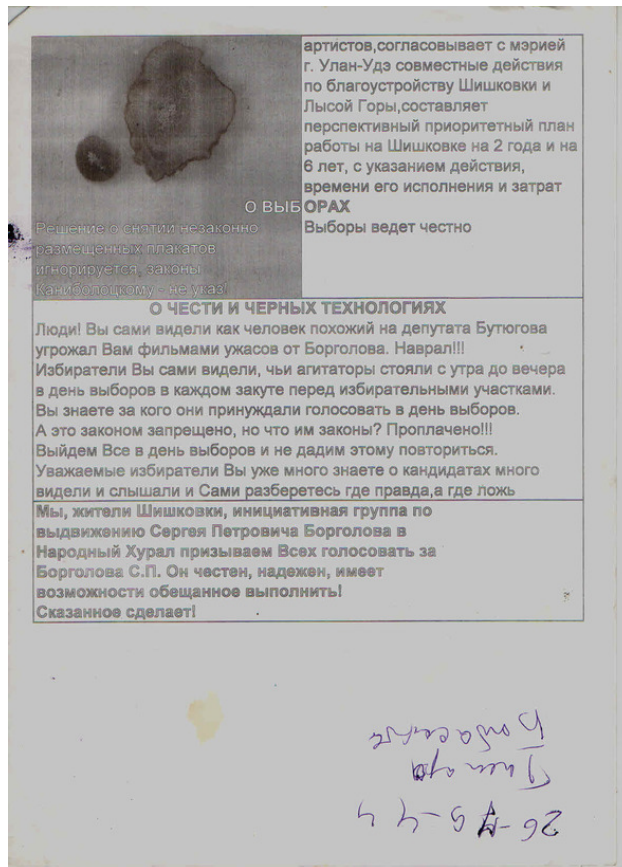 артистов,согласовывает с мэрией
г. Улан-Удэ совместные действия
по благоустройству Шишковки и
Лысой Горы,составляет
перспективный приоритетный план
работы на Шишковке на 2 года и на
6 лет, с указанием действия,
времени его исполнения и затрат
О ВЫБОРАХ
Решение о снятии незаконно
размещенных плакатов
игнорируется, законы
Каниболоцкому - не указ!
Выборы ведет честно
О ЧЕСТИ И ЧЕРНЫХ ТЕХНОЛОГИЯХ
Люди! Вы сами видели как человек похожий на депутата Бутюгова
угрожал Вам фильмами ужасов от Борголова. Наврал!!!
Избиратели Вы сами видели, чьи агитаторы стояли с утра до вечера
в день выборов в каждом закуте перед избирательными участками.
Вы знаете за кого они принуждали голосовать в день выборов.
А это законом запрещено, но что им законы? Проплачено!!!
Выйдем Все в день выборов и не дадим этому повториться.
Уважаемые избиратели Вы уже много знаете о кандидатах много
видели и слышали и Сами разберетесь где правда,а где ложь
Мы, жители Шишковки, инициативная группа по
выдвижению Сергея Петровича Борголова в
Народный Хурал призываем Всех голосовать за
Борголова С.П. Он честен, надежен, имеет
возможности обещанное выполнить!
Сказанное сделает!